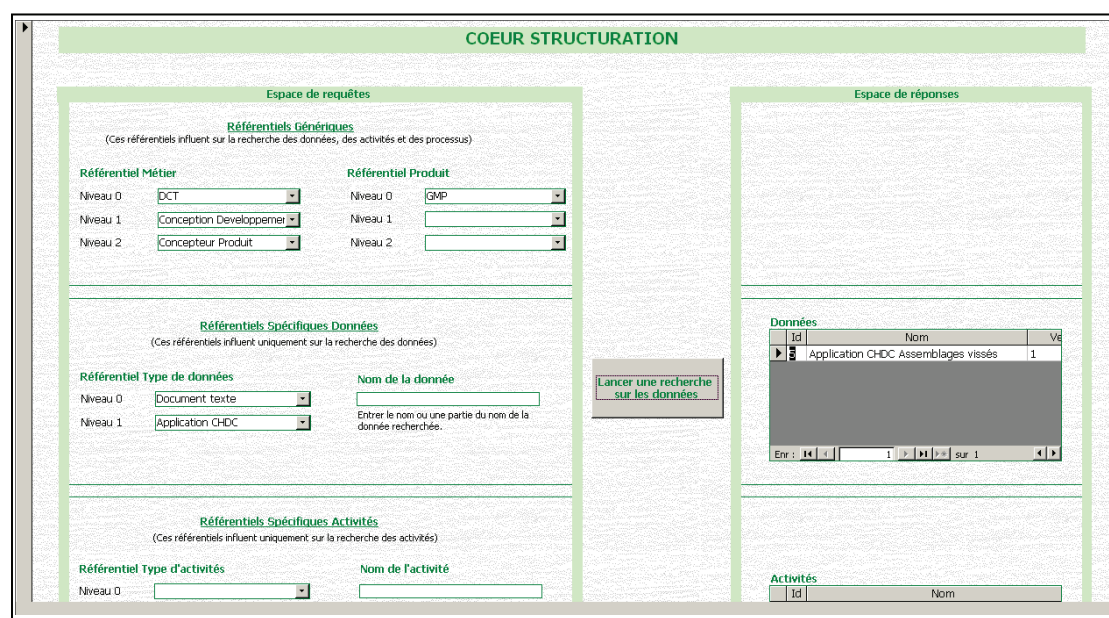 COEUR STRUCTURATION
Espace de requêtes
Référentiels Génériques
(Ces référentiels influent sur la recherche des données, des activités et des processus)
Référentiel Métier
Référentiel Produit
Niveau 0 DCT
Niveau 0 GMP
Niveau 1 Conception Developpemer
Niveau 1
Niveau 2 Concepteur Produit
Niveau 2
Référentiels Spécifiques Données
(Ces référentiels influent uniquement sur la recherche des données)
Référentiel Type de données
Nom de la donnée
Niveau 0 Document texte
Niveau 1 Application CHDC
Entrer le nom ou une partie du nom de la
donnée recherchée.
Référentiels Spécifiques Activités
(Ces référentiels influent uniquement sur la recherche des activités)
Référentiel Type d'activités
Nom de l'activité
Niveau 0
Lancer une recherche
sur les données
Espace de réponses
Données
Id Nom Ve
5 Application CHDC Assemblages vissés 1
Enr : 1 sur 1
Activités
Id Nom